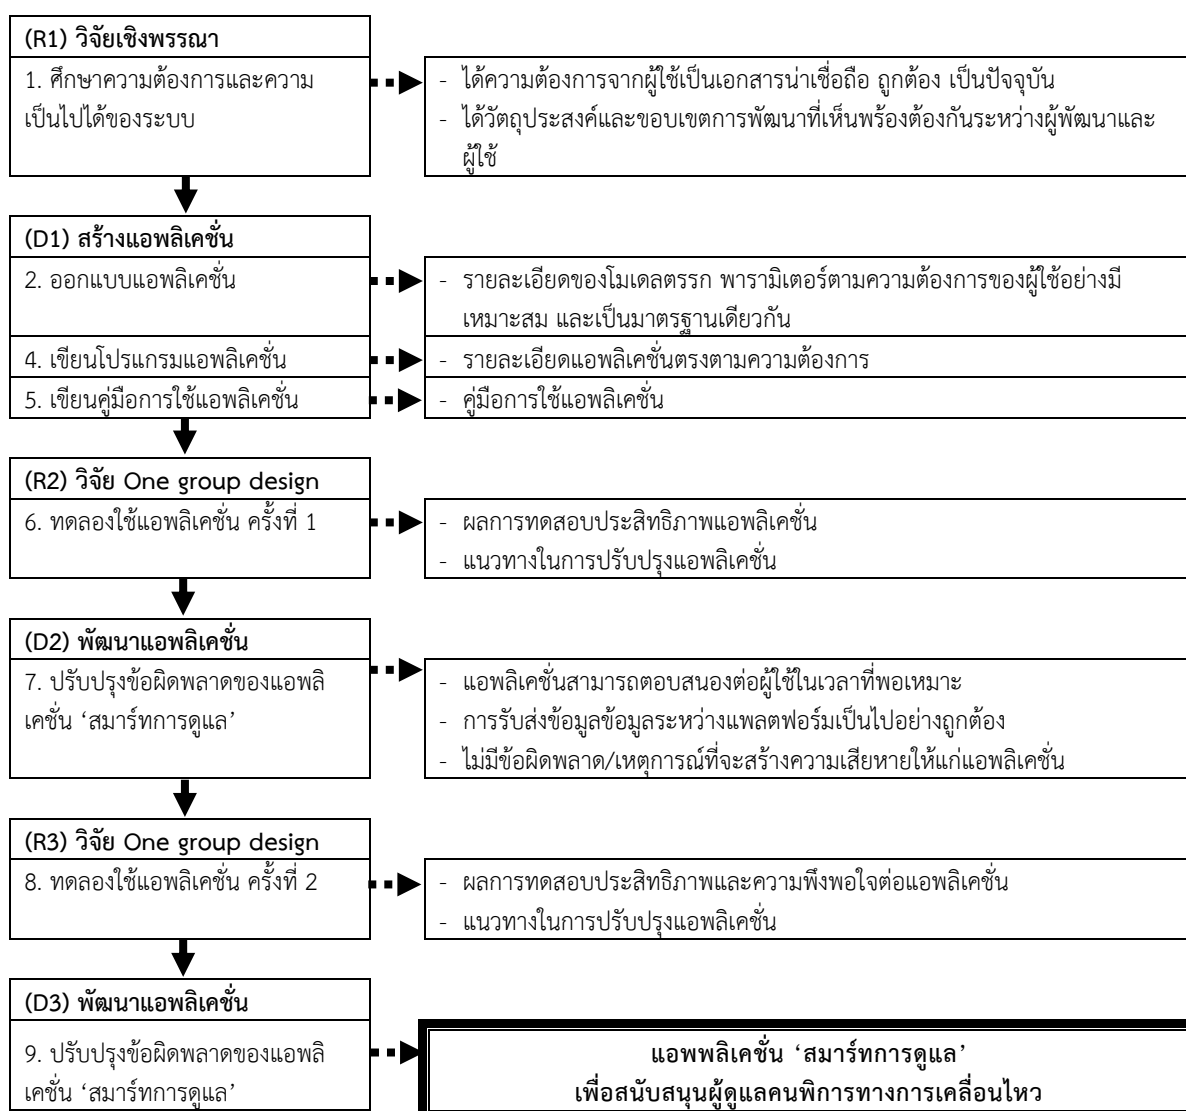 (R1) วิจัยเชิงพรรณา
1. ศึกษาความต้องการและความ
เป็นไปได้ของระบบ
- ได้ความต้องการจากผู้ใช้เป็นเอกสารน่าเชื่อถือ ถูกต้อง เป็นปัจจุบัน
- ได้วัตถุประสงค์และขอบเขตการพัฒนาที่เห็นพร้องต้องกันระหว่างผู้พัฒนาและ
ผู้ใช้
(D1) สร้างแอพลิเคชั่น
2. ออกแบบแอพลิเคชั่น
- รายละเอียดของโมเดลตรรก พารามิเตอร์ตามความต้องการของผู้ใช้อย่างมี
เหมาะสม และเป็นมาตรฐานเดียวกัน
4. เขียนโปรแกรมแอพลิเคชั่น
- รายละเอียดแอพลิเคชั่นตรงตามความต้องการ
5. เขียนคู่มือการใช้แอพลิเคชั่น
- คู่มือการใช้แอพลิเคชั่น
(R2) วิจัย One group design
6. ทดลองใช้แอพลิเคชั่น ครั้งที่ 1
- ผลการทดสอบประสิทธิภาพแอพลิเคชั่น
- แนวทางในการปรับปรุงแอพลิเคชั่น
(D2) พัฒนาแอพลิเคชั่น
7. ปรับปรุงข้อผิดพลาดของแอพลิ
เคชั่น ‘สมาร์ทการดูแล’
- แอพลิเคชั่นสามารถตอบสนองต่อผู้ใช้ในเวลาที่พอเหมาะ
- การรับส่งข้อมูลข้อมูลระหว่างแพลตฟอร์มเป็นไปอย่างถูกต้อง
- ไม่มีข้อผิดพลาด/เหตุการณ์ที่จะสร้างความเสียหายให้แก่แอพลิเคชั่น
(R3) วิจัย One group design
8. ทดลองใช้แอพลิเคชั่น ครั้งที่ 2
- ผลการทดสอบประสิทธิภาพและความพึงพอใจต่อแอพลิเคชั่น
- แนวทางในการปรับปรุงแอพลิเคชั่น
(D3) พัฒนาแอพลิเคชั่น
9. ปรับปรุงข้อผิดพลาดของแอพลิ
เคชั่น ‘สมาร์ทการดูแล’
แอพพลิเคชั่น ‘สมาร์ทการดูแล’
เพื่อสนับสนุนผู้ดูแลคนพิการทางการเคลื่อนไหว